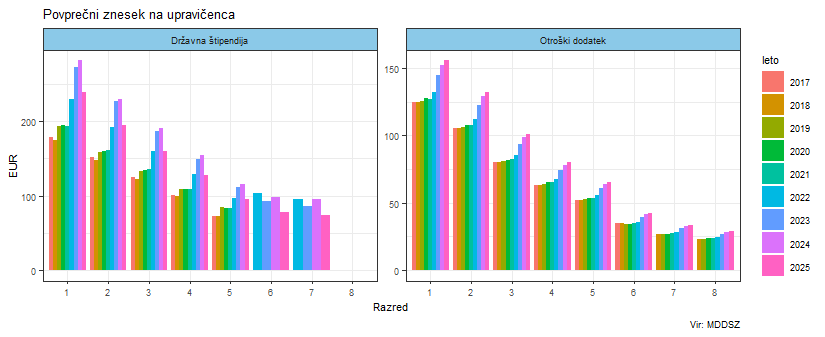 Povprečni znesek na upravičenca
Državna štipendija
Otroški dodatek
EUR
200
100
0
150
100
50
0
1 2 3 4 5 6 7 8
1 2 3 4 5 6 7 8
Razred
leto
2017
2018
2019
2020
2021
2022
2023
2024
2025
Vir: MDDSZ